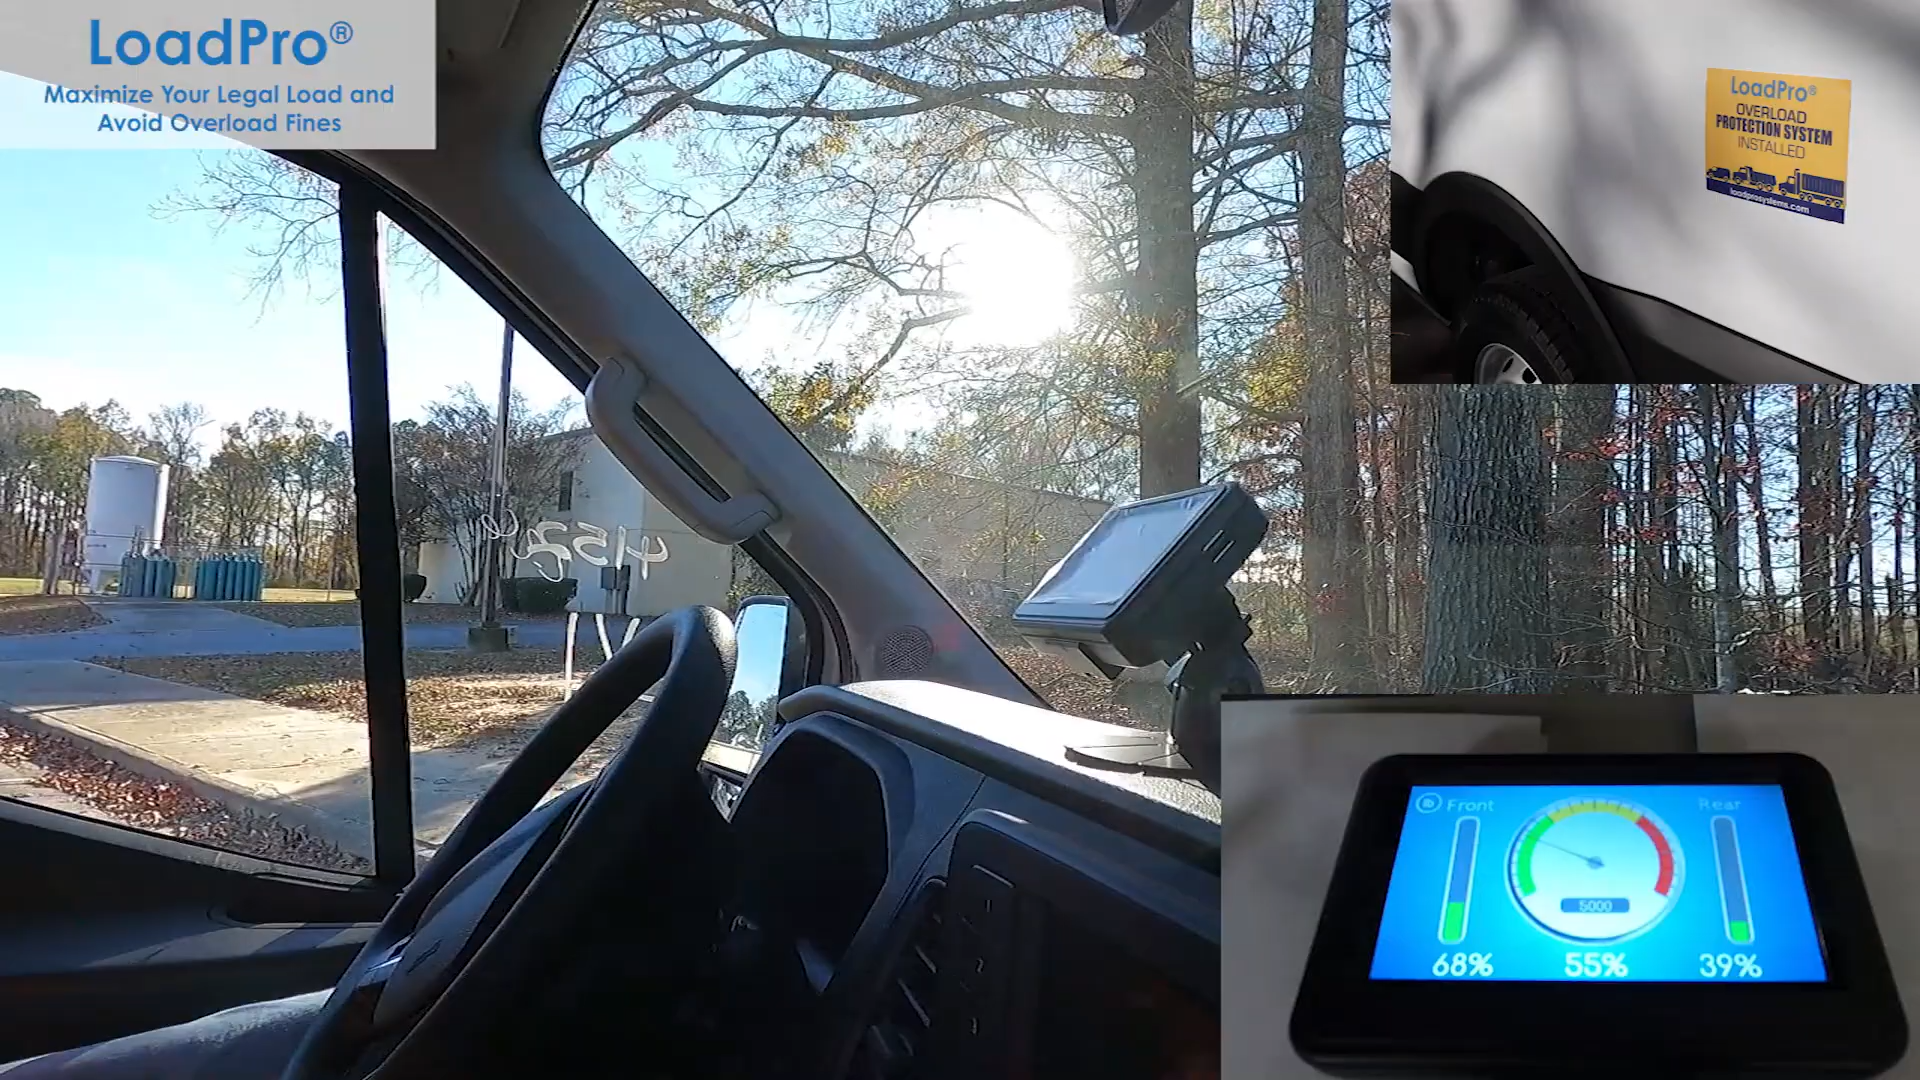 LoadPro®
Maximize Your Legal Load and
Avoid Overload Fines
LoadPro®
OVERLOAD
PROTECTION SYSTEM
INSTALLED
loadprosystems.com
Front
Rear
5000
68% 55% 39%